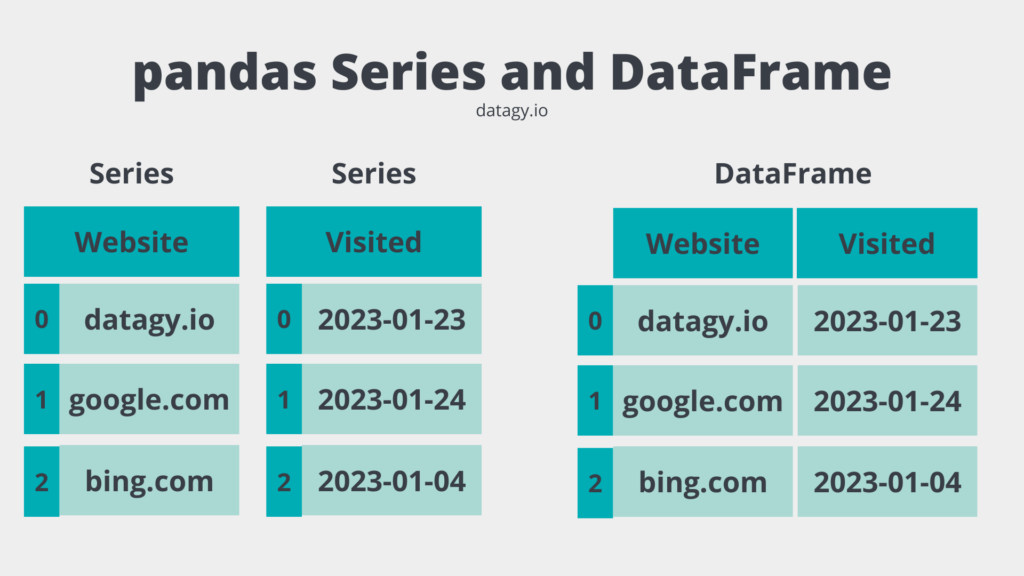 pandas Series and DataFrame
datagy.io
Series
Website
0 datagy.io
1 google.com
2 bing.com
Series
Visited
0 2023-01-23
1 2023-01-24
2 2023-01-04
DataFrame
Website Visited
0 datagy.io 2023-01-23
1 google.com 2023-01-24
2 bing.com 2023-01-04